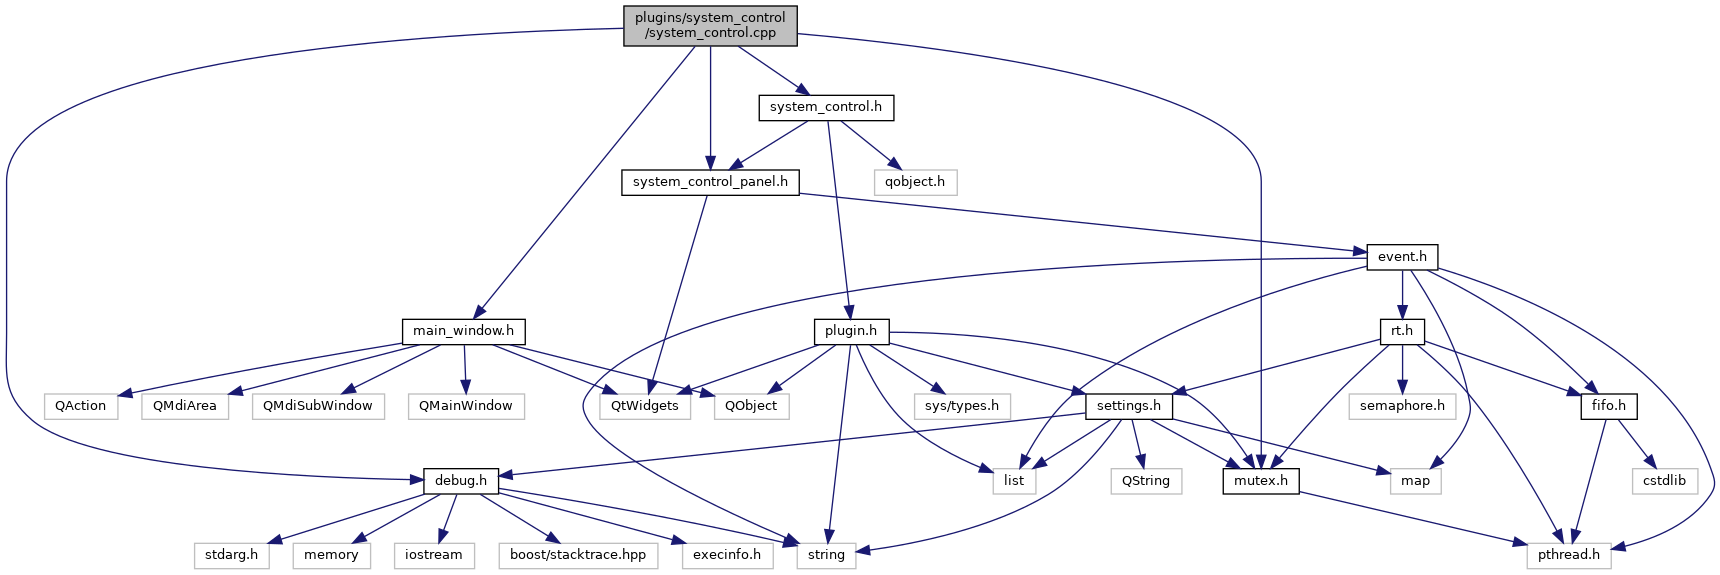 plugins/system_control
/system_control.cpp
system_control.h
system_control_panel.h
qobject.h
event.h
main_window.h
plugin.h
rt.h
QAction
QMdiArea
QMdiSubWindow
QMainWindow
QtWidgets
QObject
sys/types.h
settings.h
semaphore.h
fifo.h
debug.h
list
QString
mutex.h
map
cstdlib
stdarg.h
memory
iostream
boost/stacktrace.hpp
execinfo.h
string
pthread.h